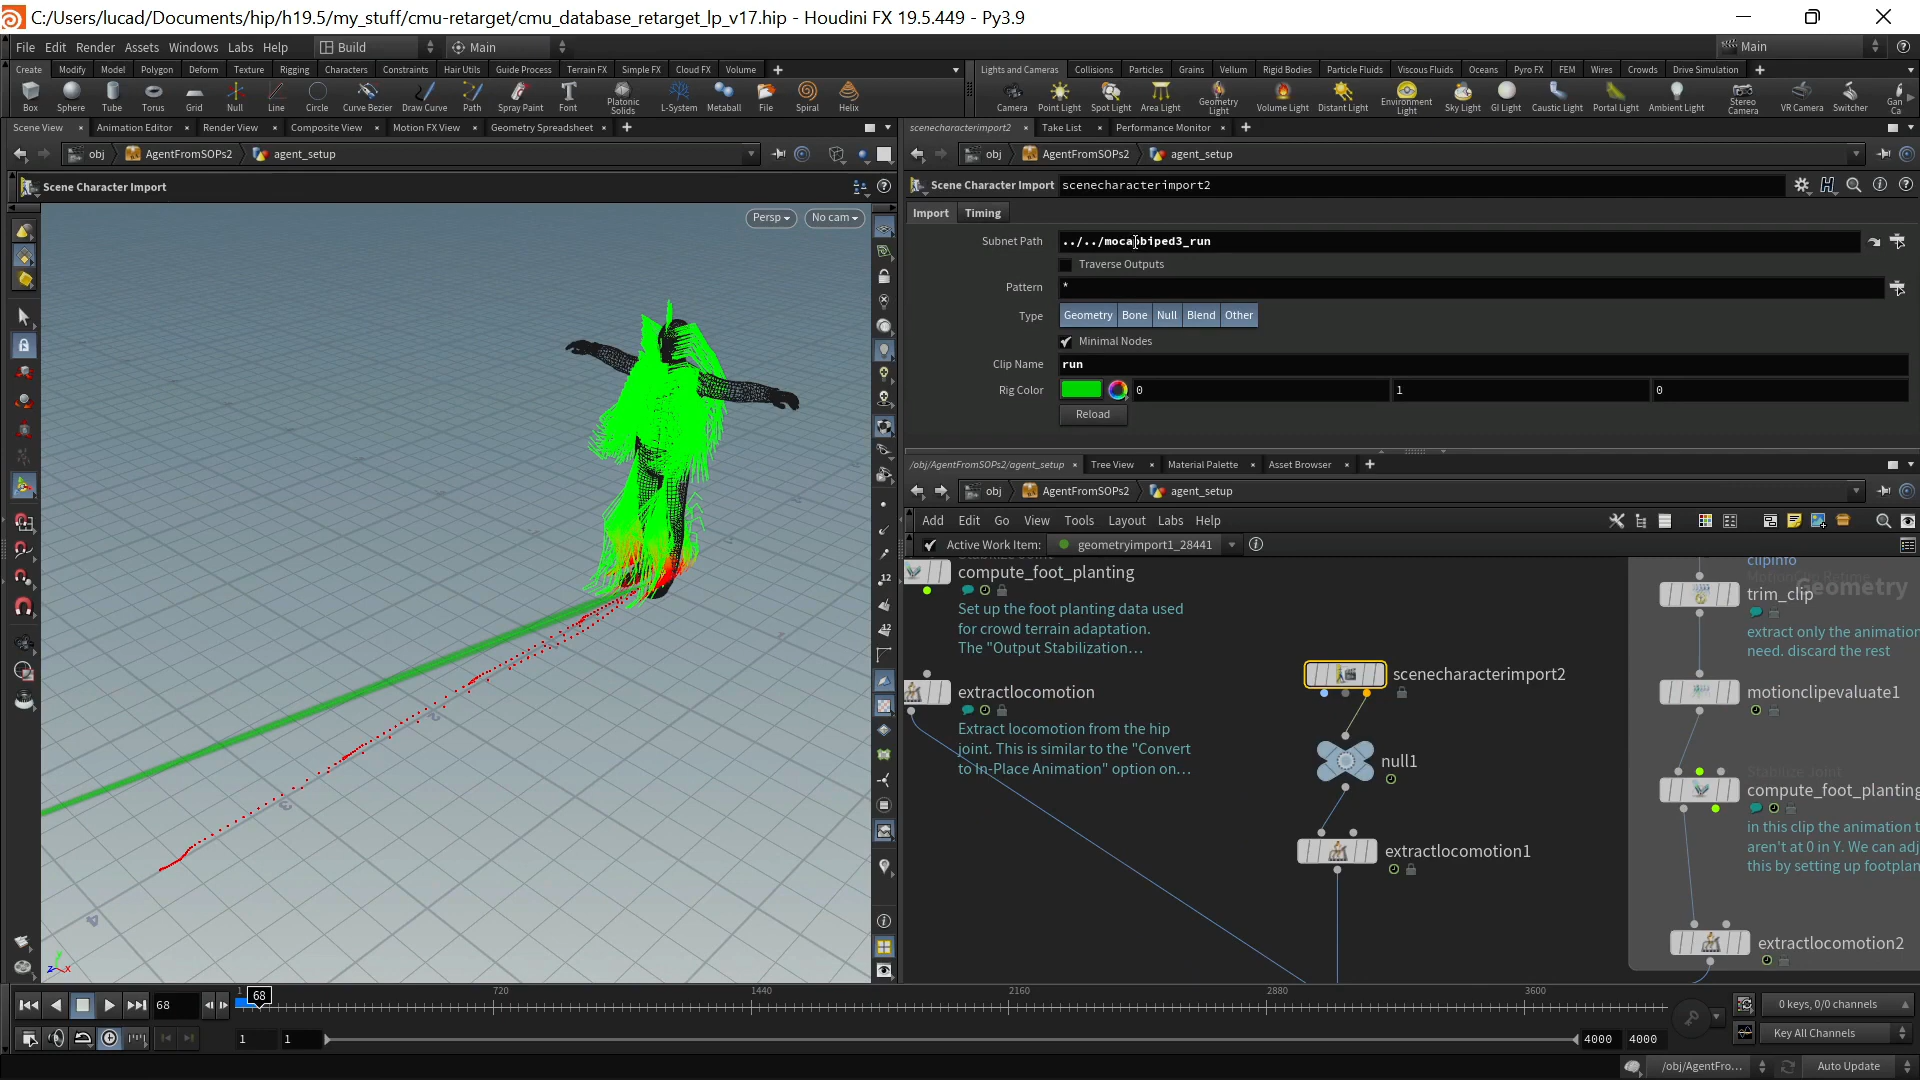 C:/Users/lucad/Documents/hip/h19.5/my_stuff/cmu-retarget/cmu_database_retarget_lp_v17.hip - Houdini FX 19.5.449 - Py3.9
File Edit Render Assets Windows Labs Help Build Main Main
Create Modify Model Polygon Deform Texture Rigging Characters Constraints Hair Utils Guide Process Terrain FX Simple FX Cloud FX Volume
Lights and Cameras Collisions Particles Grains Vellum Rigid Bodies Particle Fluids Viscous Fluids Oceans Pyro FX FEM Wires Crowds Drive Simulation
Box Sphere Tube Torus Grid Null Line Circle Curve Bezier Draw Curve Path Spray Paint Font Platonic Solids L-System Metaball File Spiral Helix
Camera Point Light Spot Light Area Light Geometry Light Volume Light Distant Light Environment Light Sky Light GI Light Caustic Light Portal Light Ambient Light Stereo Camera VR Camera Switcher
Scene View Animation Editor Render View Composite View Motion FX View Geometry Spreadsheet
scenecharacterimport2 Take List Performance Monitor
obj AgentFromSOPs2 agent_setup
obj AgentFromSOPs2 agent_setup
Scene Character Import
Scene Character Import scenecharacterimport2
Persp No cam
Import Timing
Subnet Path ../../mocapbiped3_run
Traverse Outputs
Pattern *
Type Geometry Bone Null Blend Other
Minimal Nodes
Clip Name run
Rig Color 0 1 0
Reload
/obj/AgentFromSOPs2/agent_setup Tree View Material Palette Asset Browser
obj AgentFromSOPs2 agent_setup
Add Edit Go View Tools Layout Labs Help
Active Work Item: geometryimport1_28441
compute_foot_planting
Set up the foot planting data used
for crowd terrain adaptation.
The "Output Stabilization...
extractlocomotion
Extract locomotion from the hip
joint. This is similar to the "Convert
to In-Place Animation" option on...
scenecharacterimport2
null1
extractlocomotion1
clipinfo
Geometry
trim_clip
extract only the animation
need. discard the rest
motionclipevaluate1
Stabilize Joint
compute_foot_planting
in this clip the animation t
aren't at 0 in Y. We can adj
this by setting up footplan
extractlocomotion2
68 1 68 720 1440 2160 2880 3600
0 keys, 0/0 channels
1 1 4000 4000
Key All Channels
/obj/AgentFro... Auto Update